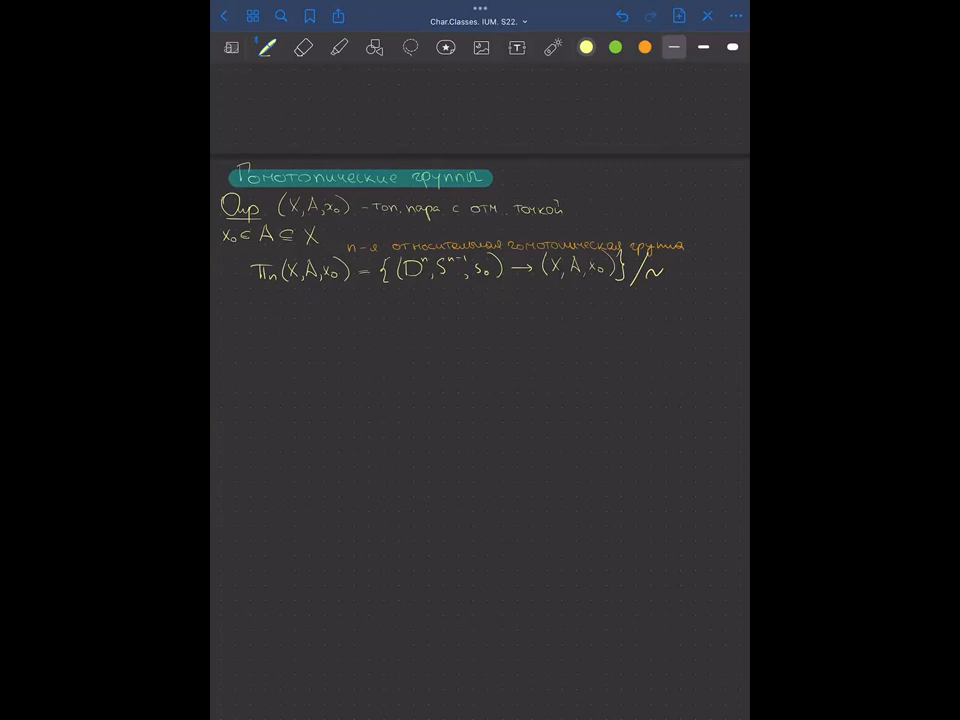 Char.Classes. IUM. S22.
Гомотопические группы
Опр (X, A, x₀) - топ. пара с отм. точкой
x₀ ∈ A ⊆ X
n-я относительная гомотопическая группа
πₙ(X, A, x₀) = {(Dⁿ, Sⁿ⁻¹, s₀) → (X, A, x₀)}/~